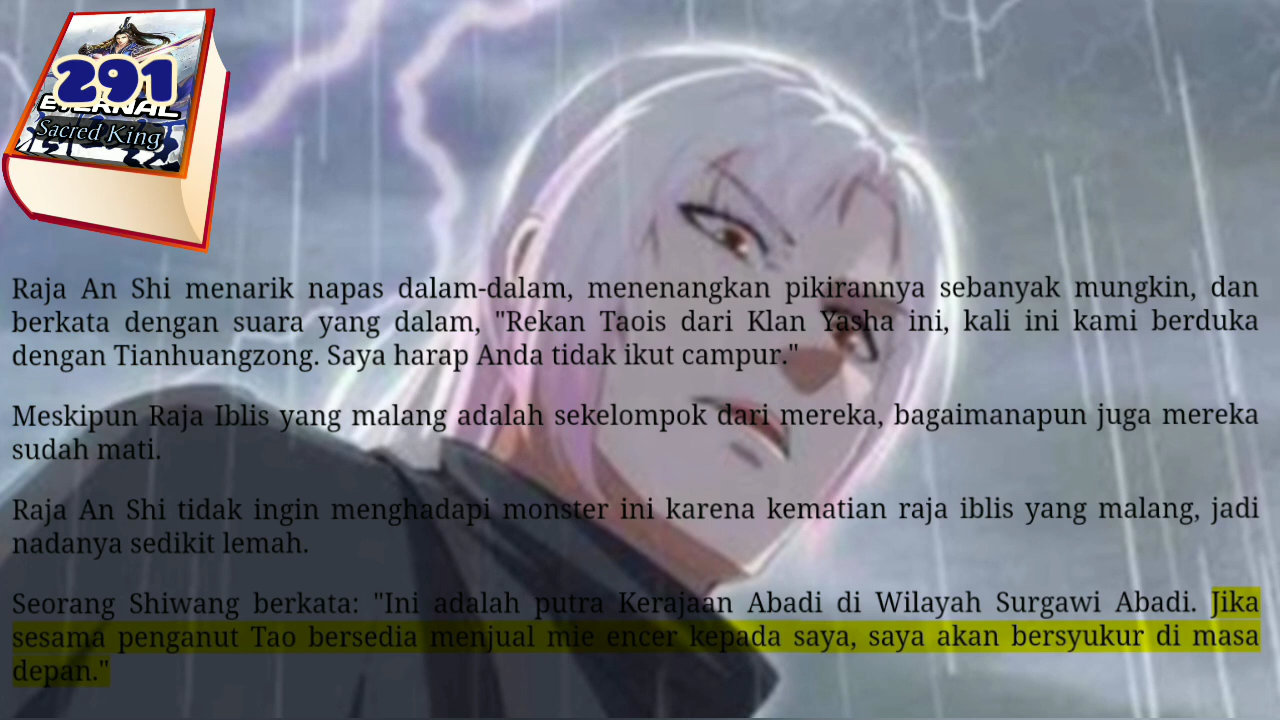 291
ETERNAL
Sacred King
Raja An Shi menarik napas dalam-dalam, menenangkan pikirannya sebanyak mungkin, dan
berkata dengan suara yang dalam, "Rekan Taois dari Klan Yasha ini, kali ini kami berduka
dengan Tianhuangzong. Saya harap Anda tidak ikut campur."
Meskipun Raja Iblis yang malang adalah sekelompok dari mereka, bagaimanapun juga mereka
sudah mati.
Raja An Shi tidak ingin menghadapi monster ini karena kematian raja iblis yang malang, jadi
nadanya sedikit lemah.
Seorang Shiwang berkata: "Ini adalah putra Kerajaan Abadi di Wilayah Surgawi Abadi. Jika
sesama penganut Tao bersedia menjual mie encer kepada saya, saya akan bersyukur di masa
depan."